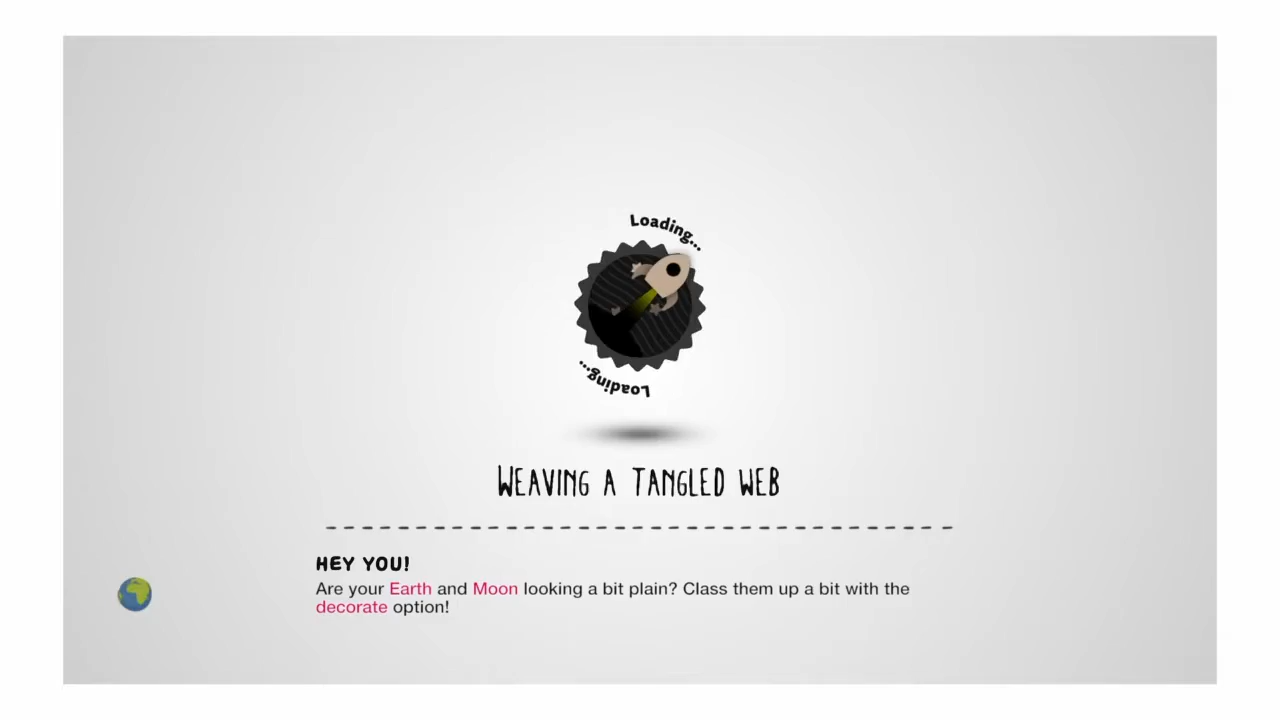 Loading...
Loading...
WEAVING A TANGLED WEB
HEY YOU!
Are your Earth and Moon looking a bit plain? Class them up a bit with the
decorate option!